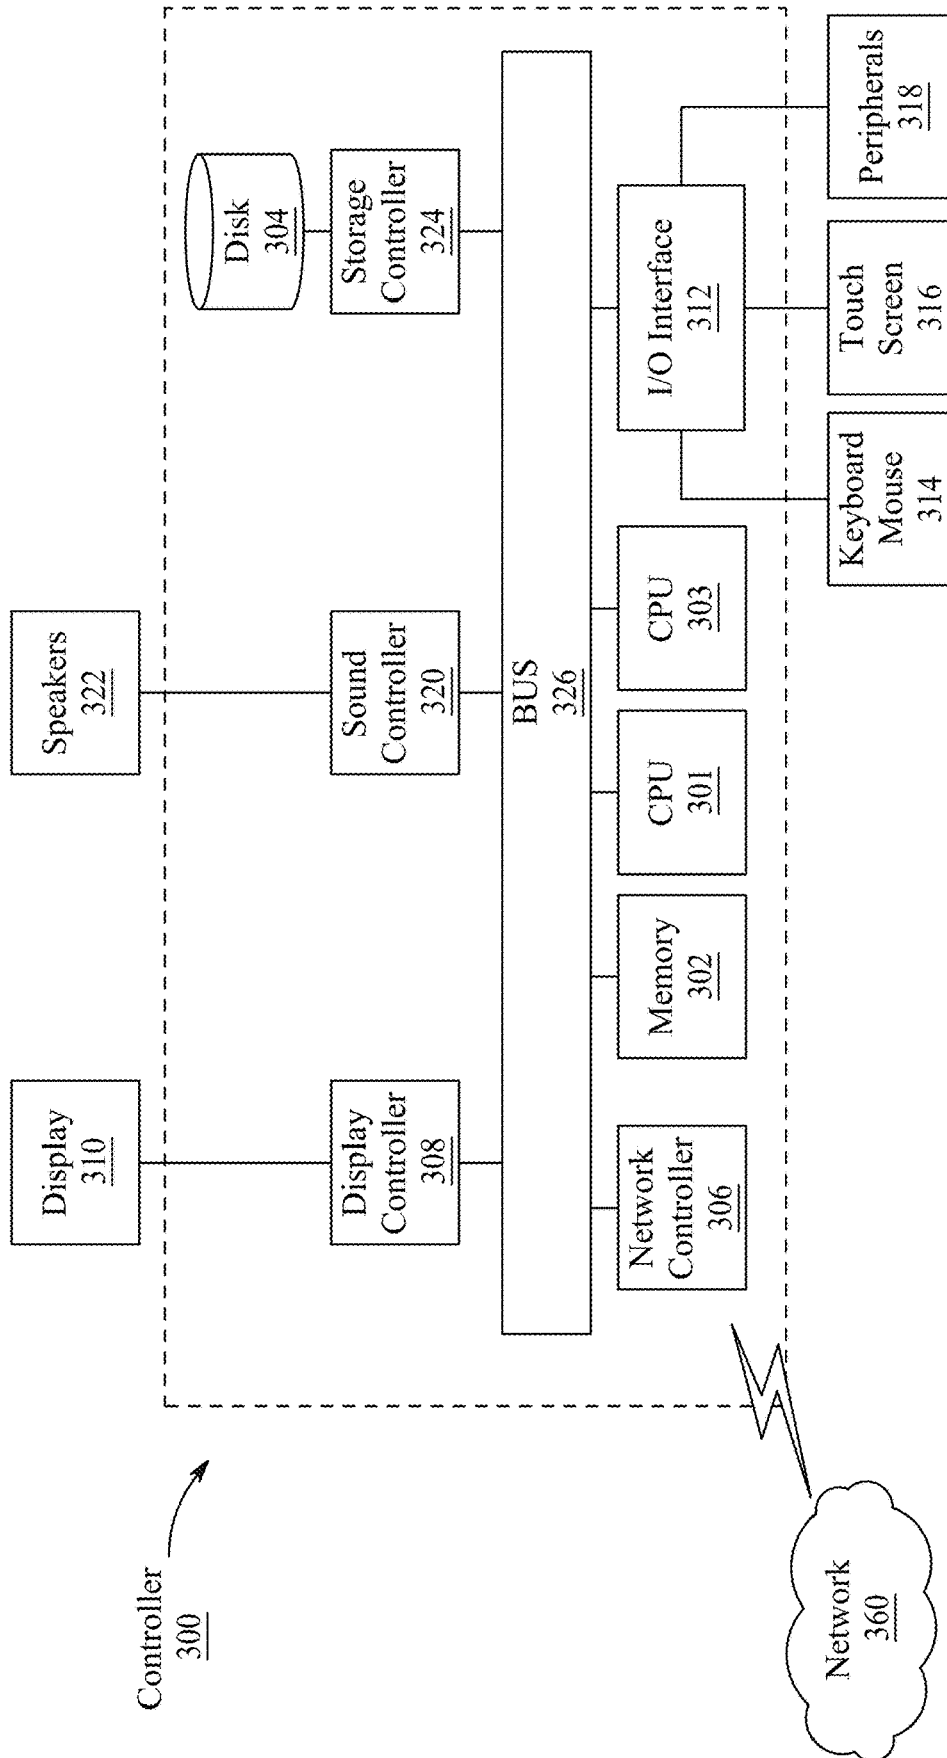 Controller
300
Display
310
Speakers
322
Disk
304
Display
Controller
308
Sound
Controller
320
Storage
Controller
324
BUS
326
Network
Controller
306
Memory
302
CPU
301
CPU
303
I/O Interface
312
Network
360
Keyboard
Mouse
314
Touch
Screen
316
Peripherals
318